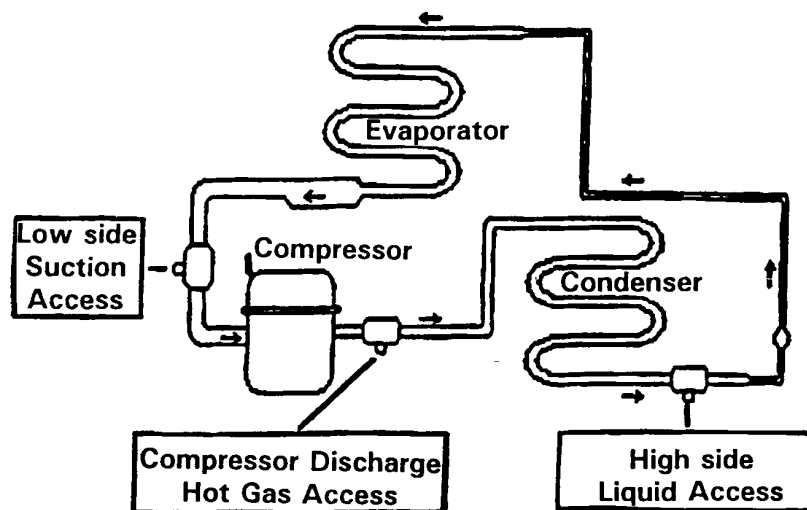 Evaporator
Low side
Suction
Access
Compressor
Condenser
Compressor Discharge
Hot Gas Access
High side
Liquid Access